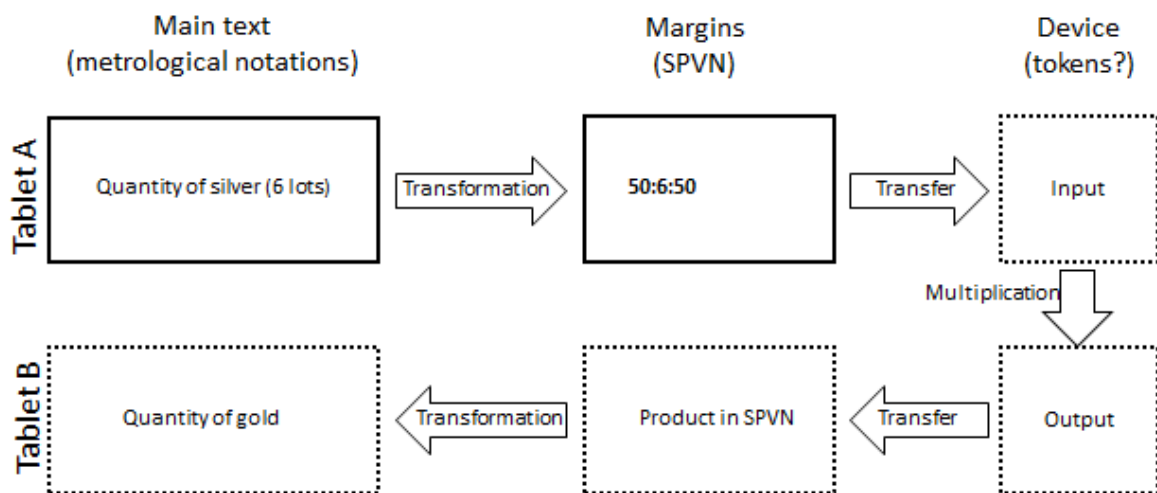 Main text
(metrological notations)
Margins
(SPVN)
Device
(tokens?)
Tablet A
Quantity of silver (6 lots)
Transformation
50:6:50
Transfer
Input
Multiplication
Tablet B
Quantity of gold
Transformation
Product in SPVN
Transfer
Output